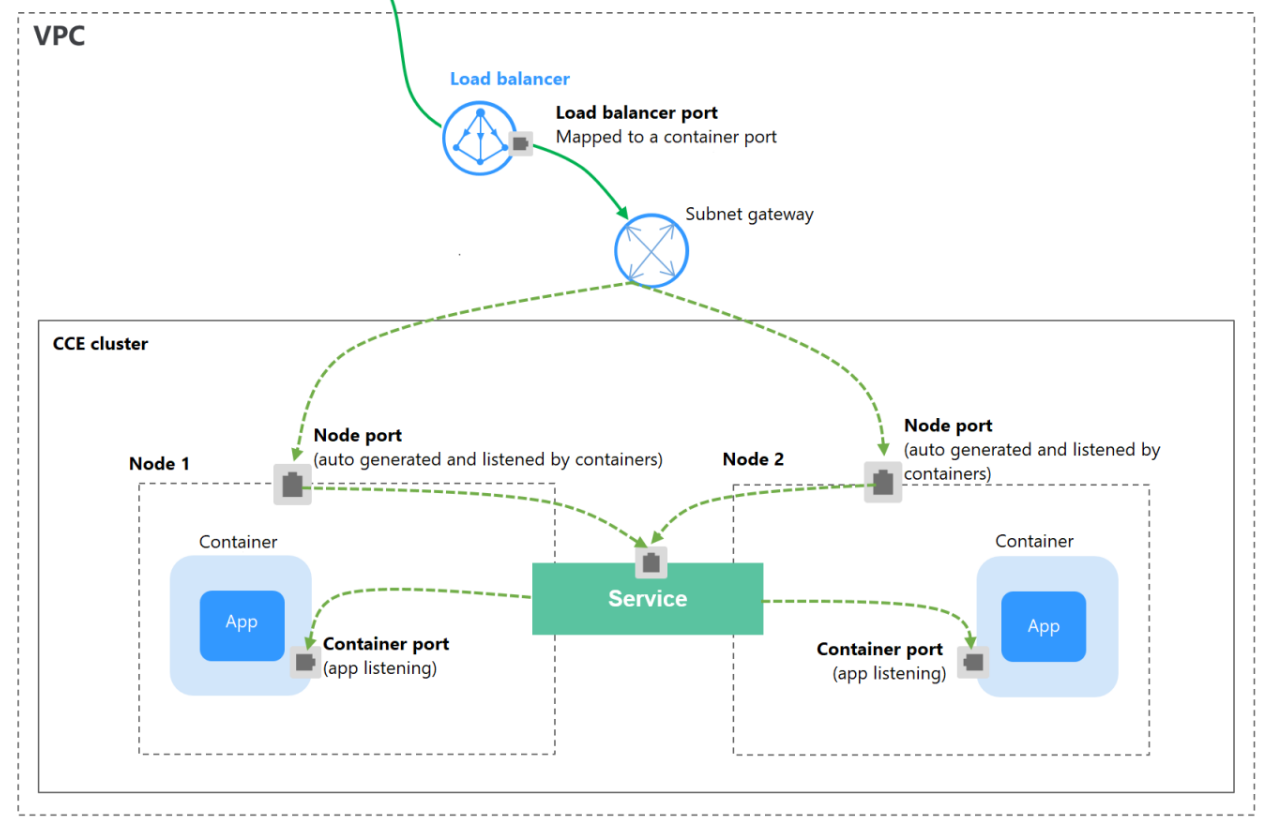 VPC
Load balancer
Load balancer port
Mapped to a container port
Subnet gateway
CCE cluster
Node 1
Node port
(auto generated and listened by containers)
Node 2
Node port
(auto generated and listened by
containers)
Container
App
Container port
(app listening)
Service
Container
App
Container port
(app listening)